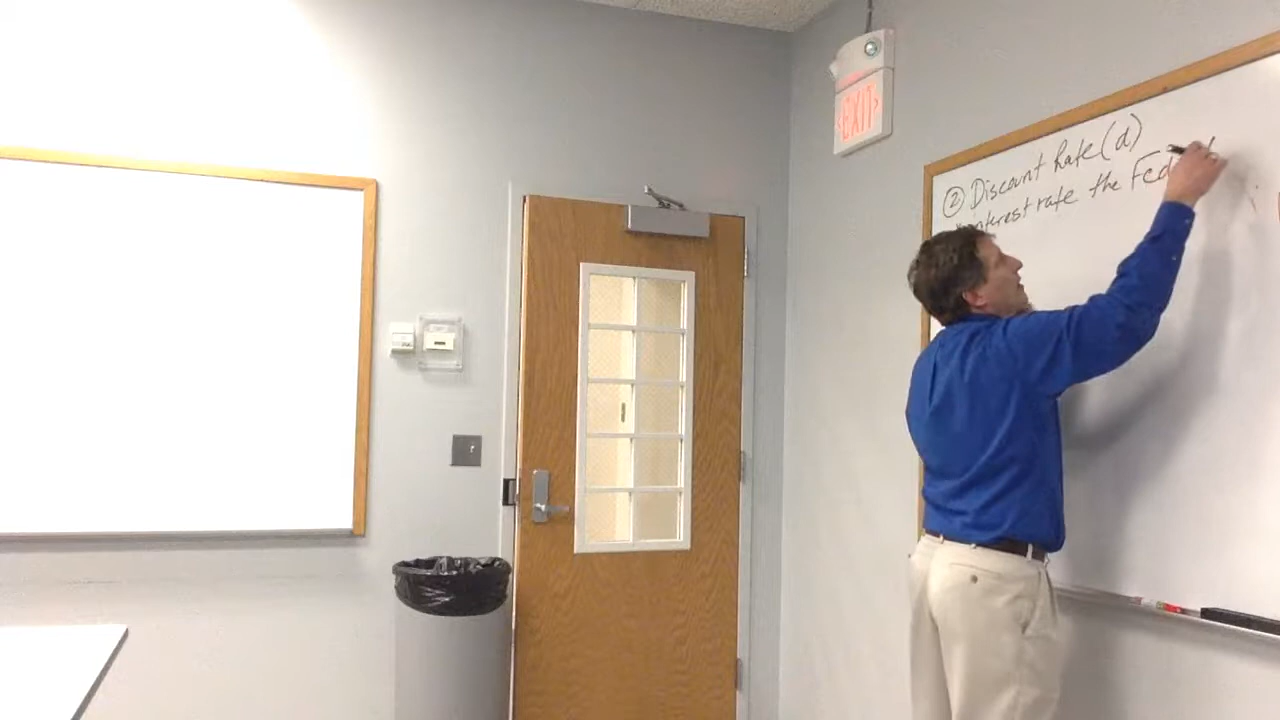 EXIT
② Discount Rate (d)
interest rate the Fed